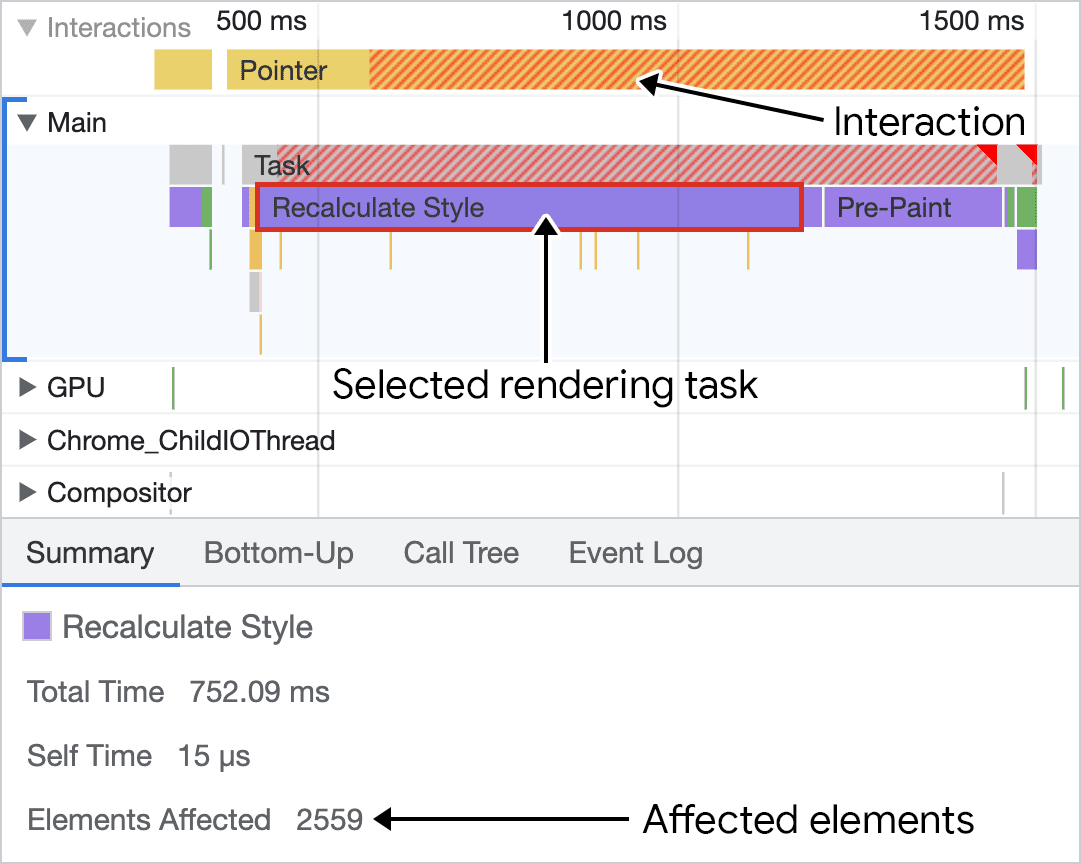 Interactions
500 ms 1000 ms 1500 ms
Pointer
Interaction
Main
Task
Recalculate Style Pre-Paint
GPU
Selected rendering task
Chrome_ChildIOThread
Compositor
Summary Bottom-Up Call Tree Event Log
Recalculate Style
Total Time 752.09 ms
Self Time 15 μs
Elements Affected 2559
Affected elements